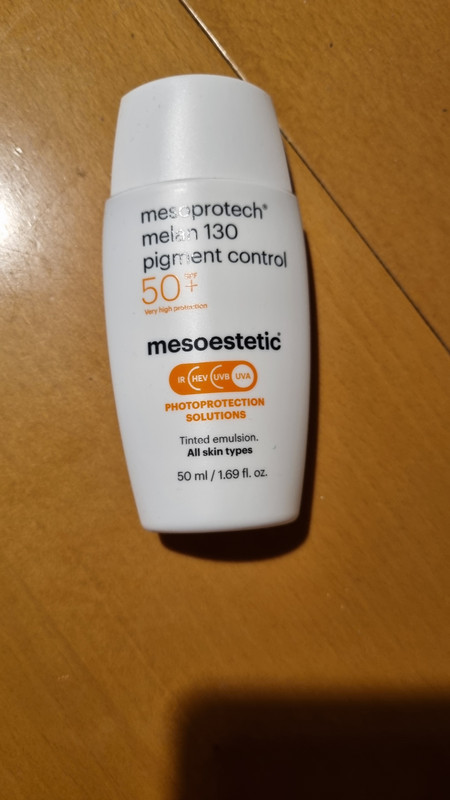 mesoprotech®
melan 130
pigment control
50+ SPF
Very high protection
mesoestetic®
IR HEV UVB UVA
PHOTOPROTECTION
SOLUTIONS
Tinted emulsion.
All skin types
50 ml / 1.69 fl. oz.